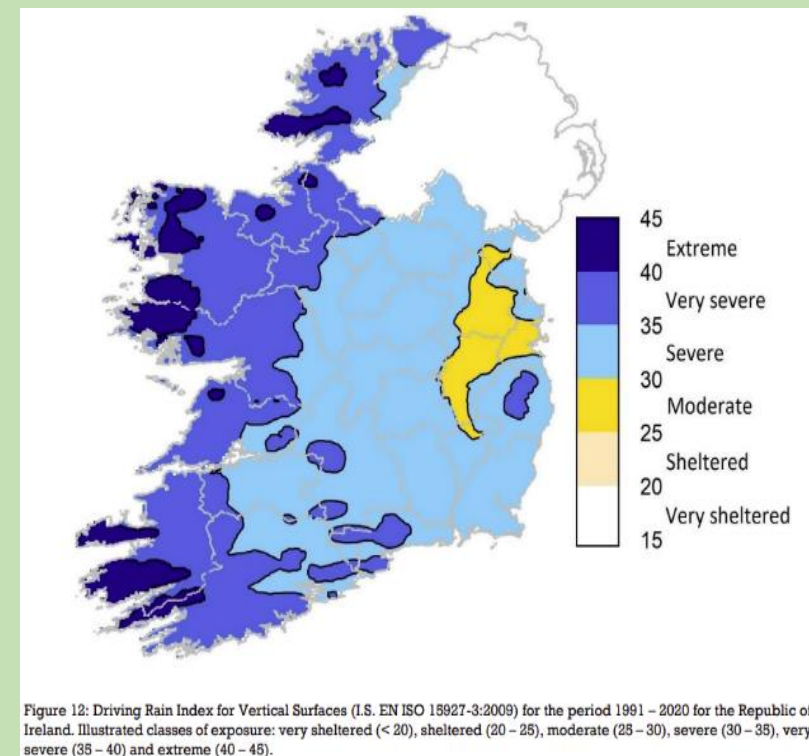 45
Extreme
40
Very severe
35
Severe
30
Moderate
25
Sheltered
20
Very sheltered
15
Figure 12: Driving Rain Index for Vertical Surfaces (I.S. EN ISO 15927-3:2009) for the period 1991 – 2020 for the Republic of
Ireland. Illustrated classes of exposure: very sheltered (< 20), sheltered (20 – 25), moderate (25 – 30), severe (30 – 35), very
severe (35 – 40) and extreme (40 – 45).